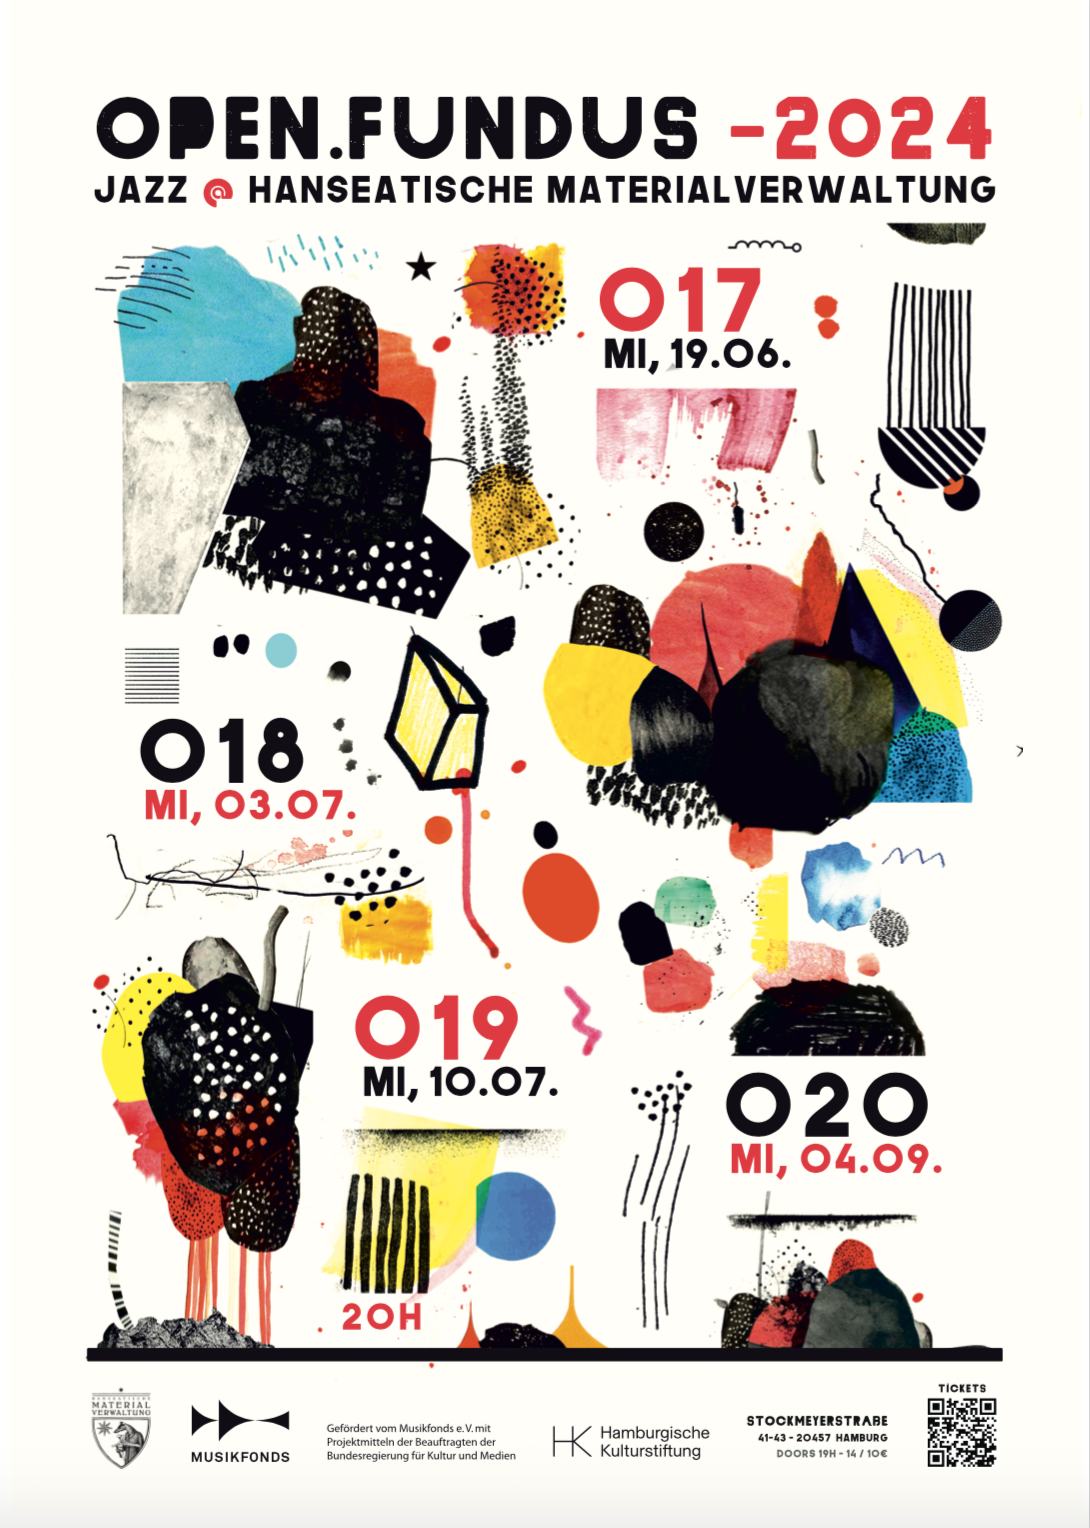 OPEN.FUNDUS -2024
JAZZ @ HANSEATISCHE MATERIALVERWALTUNG
017
MI, 19.06.
018
MI, 03.07.
019
MI, 10.07.
020
MI, 04.09.
20H
HANSEATISCHE
MATERIAL
VERWALTUNG
MUSIKFONDS
Gefördert vom Musikfonds e.V. mit
Projektmitteln der Beauftragten der
Bundesregierung für Kultur und Medien
HK Hamburgische
Kulturstiftung
STOCKMEYERSTRAßE
41-43 - 20457 HAMBURG
DOORS 19H - 14 / 10€
TICKETS